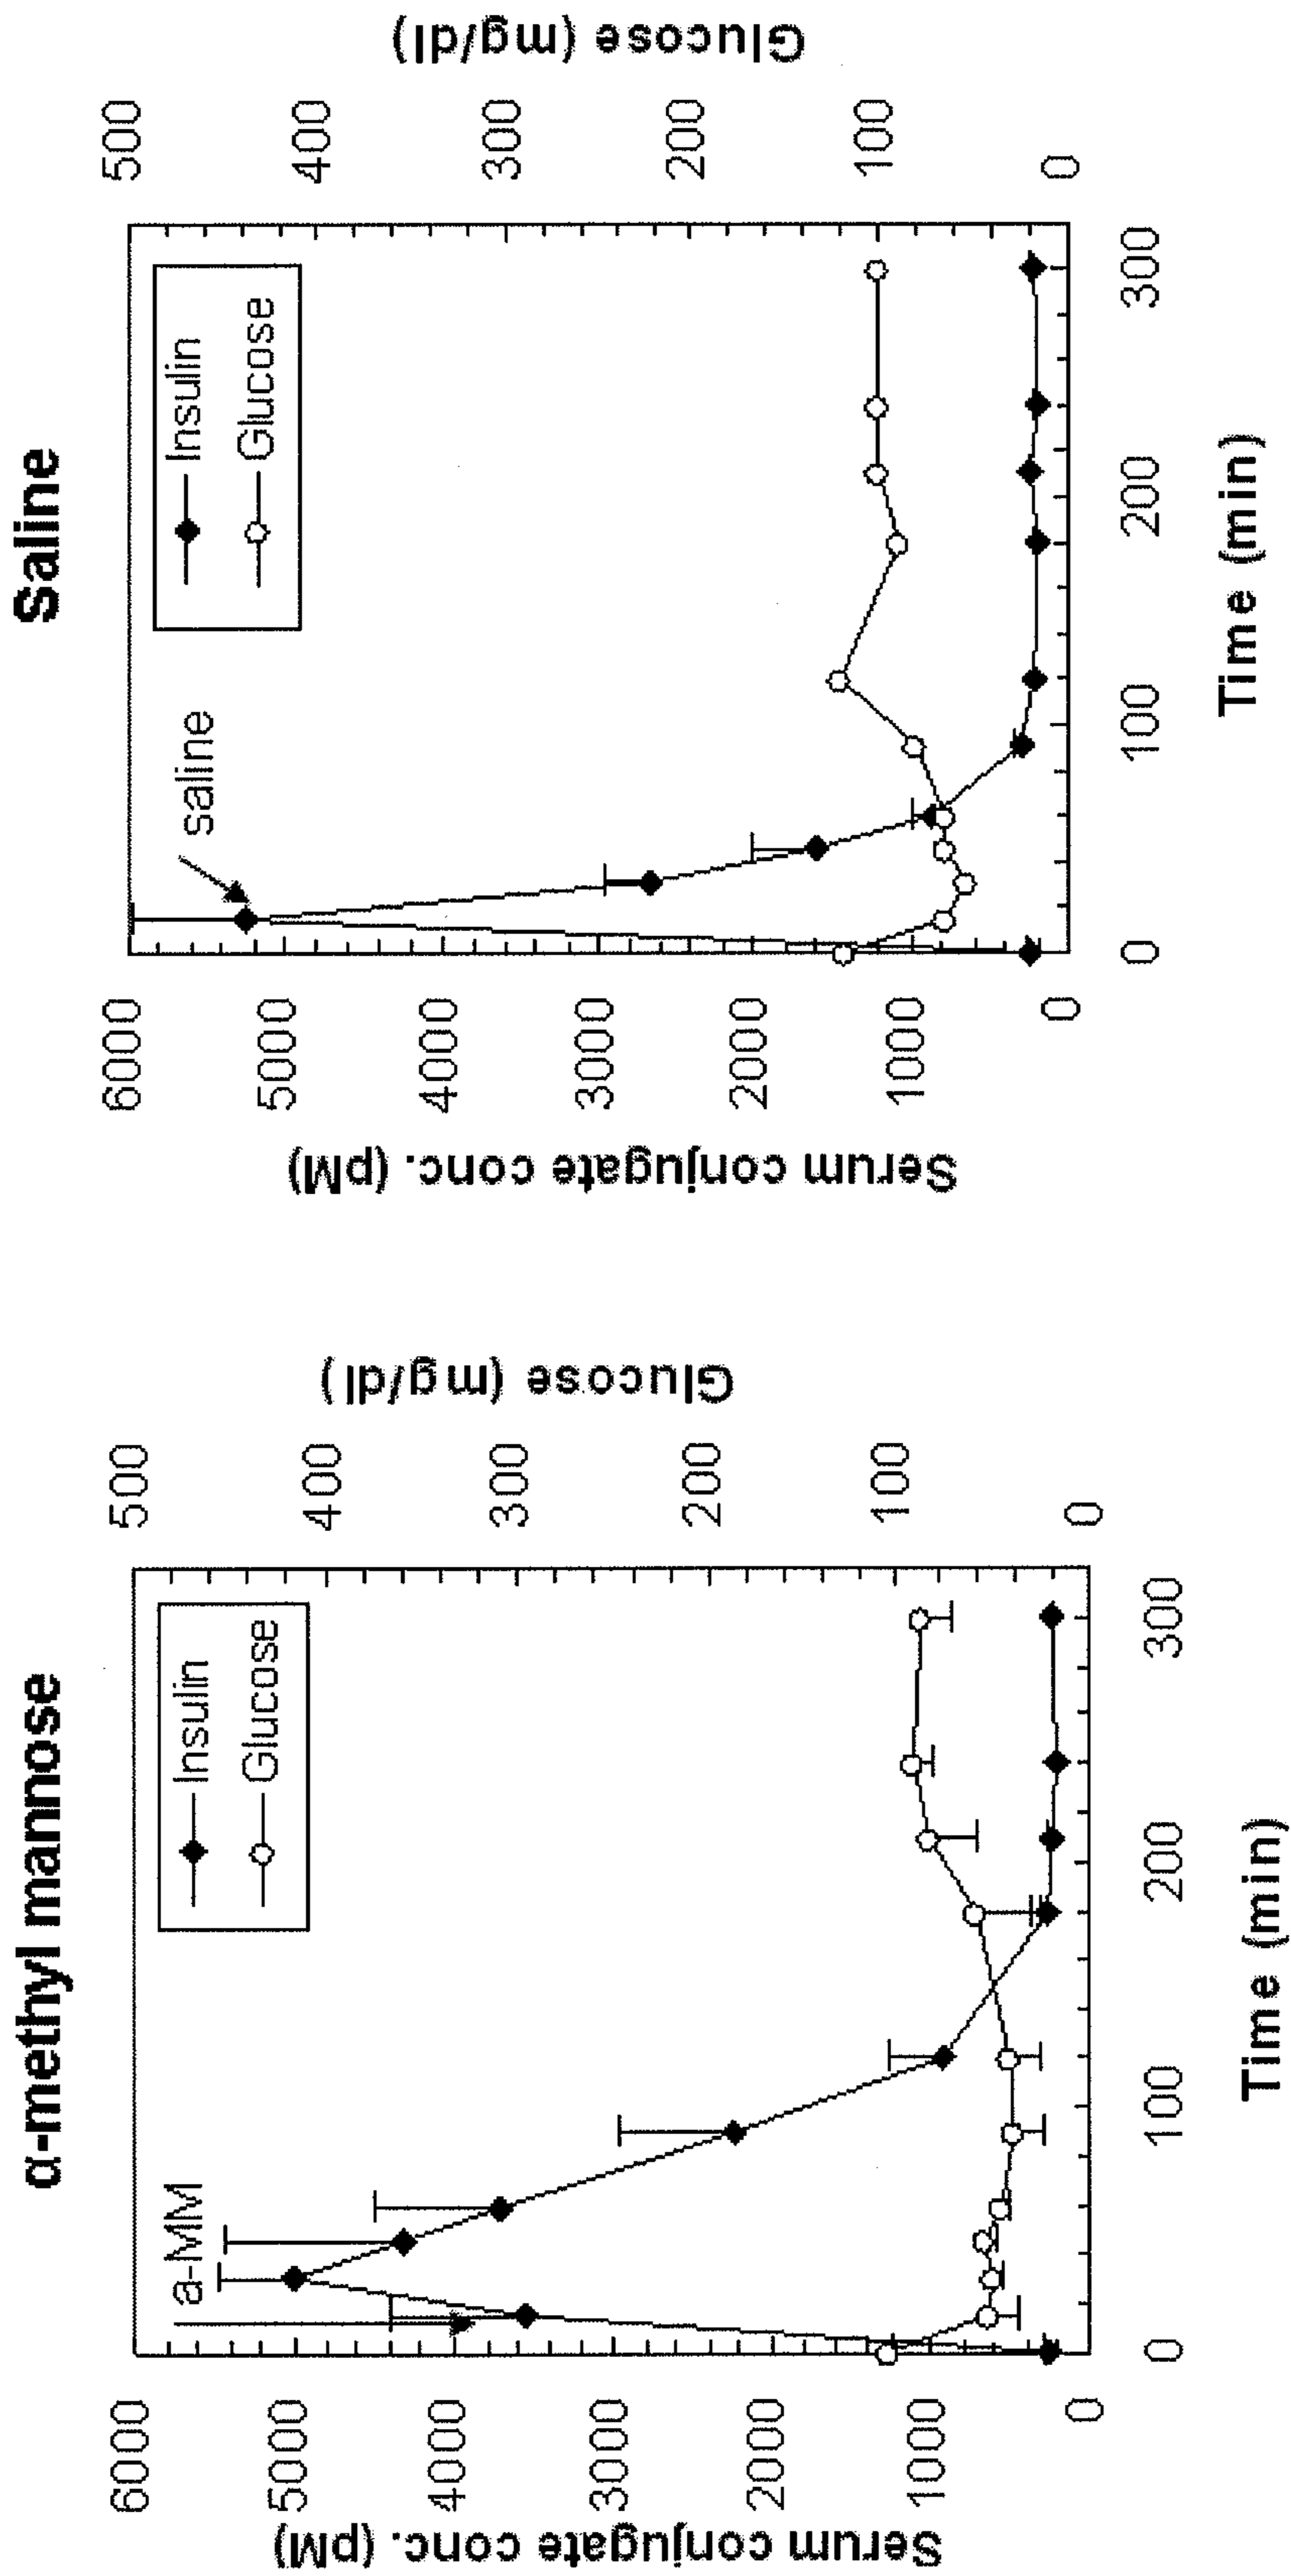 α-methyl mannose
a-MM
Insulin
Glucose
6000
5000
4000
3000
2000
1000
0
Serum conjugate conc. (pM)
500
400
300
200
100
0
Glucose (mg/dl)
0
100
200
300
Time (min)
Saline
saline
Insulin
Glucose
6000
5000
4000
3000
2000
1000
0
Serum conjugate conc. (pM)
500
400
300
200
100
0
Glucose (mg/dl)
0
100
200
300
Time (min)